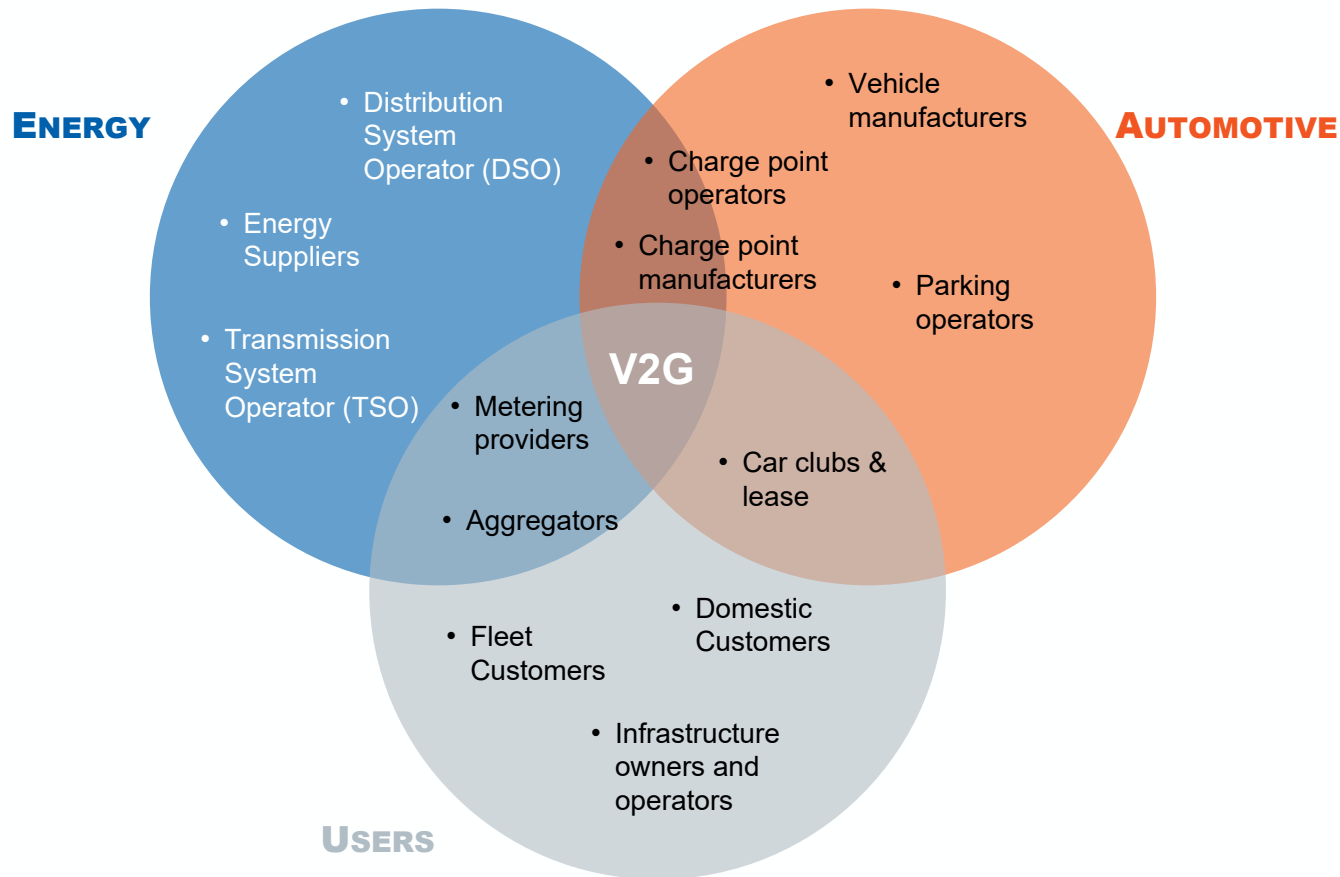 ENERGY
• Distribution
System
Operator (DSO)
• Energy
Suppliers
• Transmission
System
Operator (TSO)
• Charge point
operators
• Charge point
manufacturers
• Vehicle
manufacturers
AUTOMOTIVE
• Parking
operators
V2G
• Metering
providers
• Aggregators
• Car clubs &
lease
• Fleet
Customers
• Domestic
Customers
• Infrastructure
owners and
operators
USERS